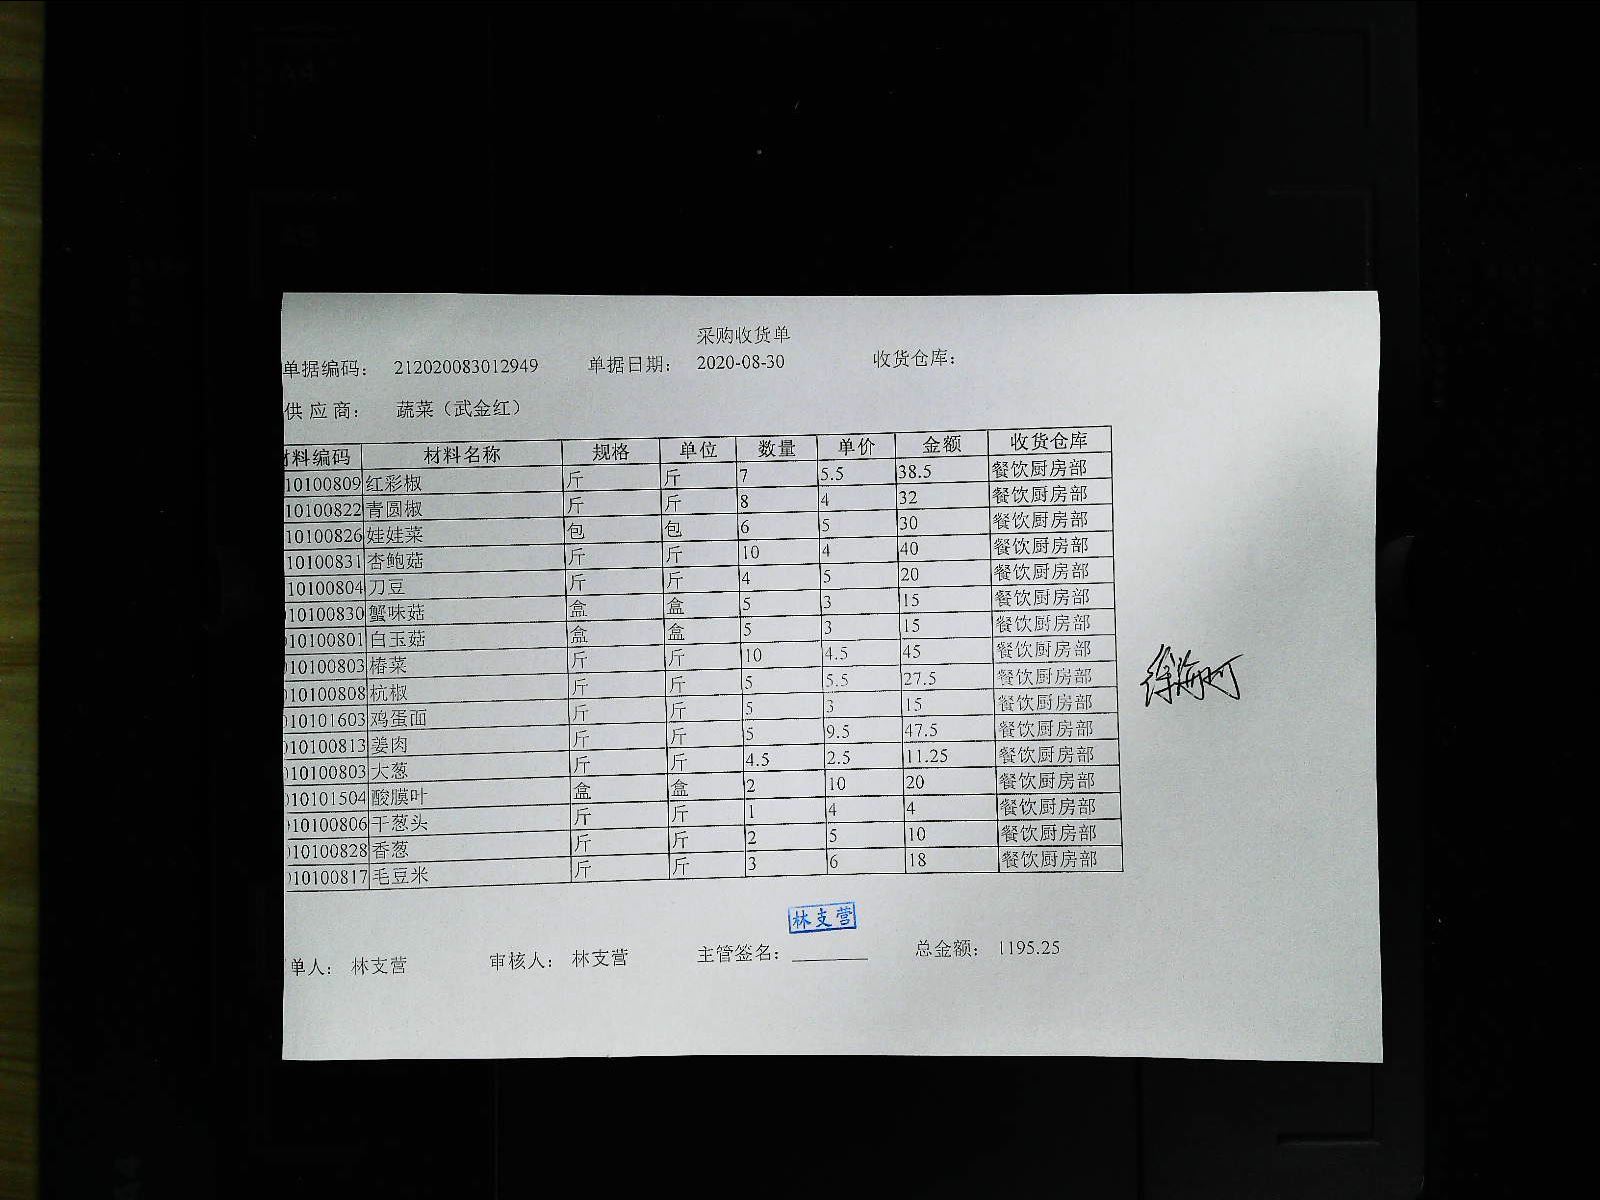 采购收货单
单据编码： 212020083012949 单据日期： 2020-08-30 收货仓库：
供应商： 蔬菜（武金红）
材料编码 材料名称 规格 单位 数量 单价 金额 收货仓库
10100809 红彩椒 斤 斤 7 5.5 38.5 餐饮厨房部
10100822 青圆椒 斤 斤 8 4 32 餐饮厨房部
10100826 娃娃菜 包 包 6 5 30 餐饮厨房部
10100831 杏鲍菇 斤 斤 10 4 40 餐饮厨房部
10100804 刀豆 斤 斤 4 5 20 餐饮厨房部
10100830 蟹味菇 盒 盒 5 3 15 餐饮厨房部
10100801 白玉菇 盒 盒 5 3 15 餐饮厨房部
10100803 椿菜 斤 斤 10 4.5 45 餐饮厨房部
10100808 杭椒 斤 斤 5 5.5 27.5 餐饮厨房部
10101603 鸡蛋面 斤 斤 5 3 15 餐饮厨房部
10100813 姜肉 斤 斤 5 9.5 47.5 餐饮厨房部
10100803 大葱 斤 斤 4.5 2.5 11.25 餐饮厨房部
10101504 酸膜叶 盒 盒 2 10 20 餐饮厨房部
10100806 干葱头 斤 斤 1 4 4 餐饮厨房部
10100828 香葱 斤 斤 2 5 10 餐饮厨房部
10100817 毛豆米 斤 斤 3 6 18 餐饮厨房部
林支营
单人： 林支营 审核人： 林支营 主管签名： 总金额： 1195.25